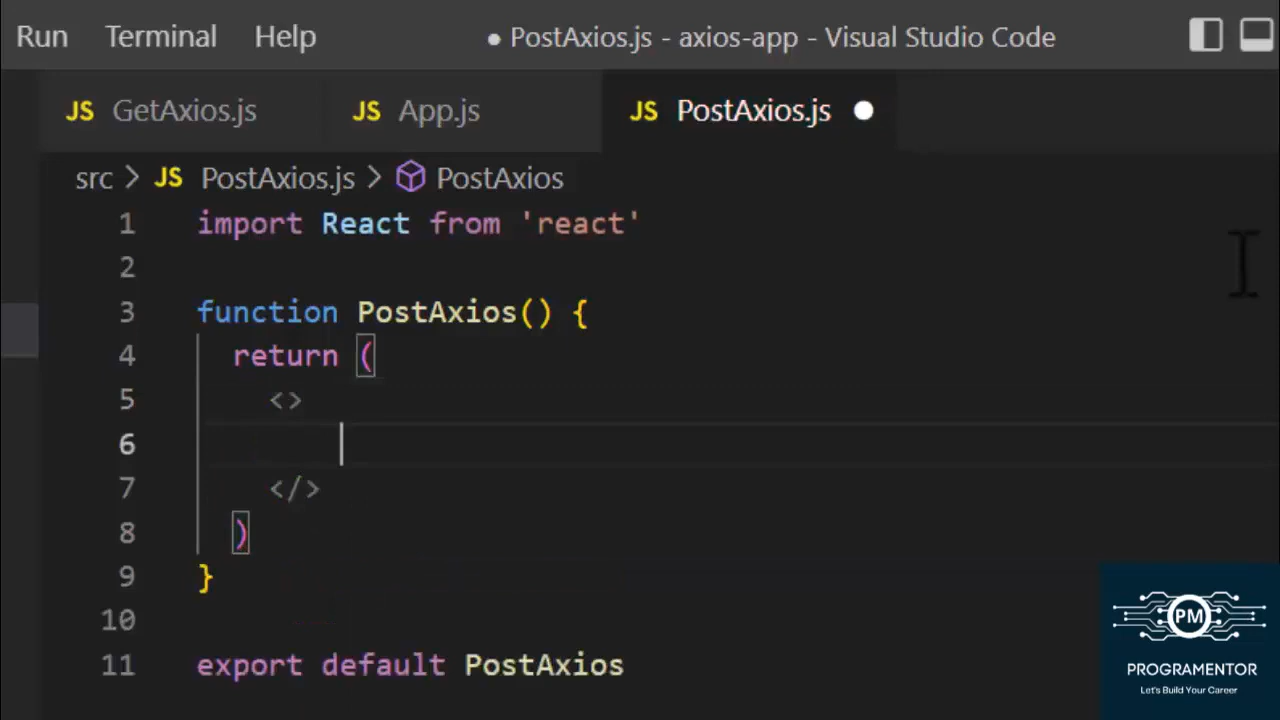 Run Terminal Help ● PostAxios.js - axios-app - Visual Studio Code
JS GetAxios.js JS App.js JS PostAxios.js ●
src > JS PostAxios.js > PostAxios
1 import React from 'react'
2
3 function PostAxios() {
4 return (
5 <>
6
7 </>
8 )
9 }
10
11 export default PostAxios
PM
PROGRAMENTOR
Let's Build Your Career